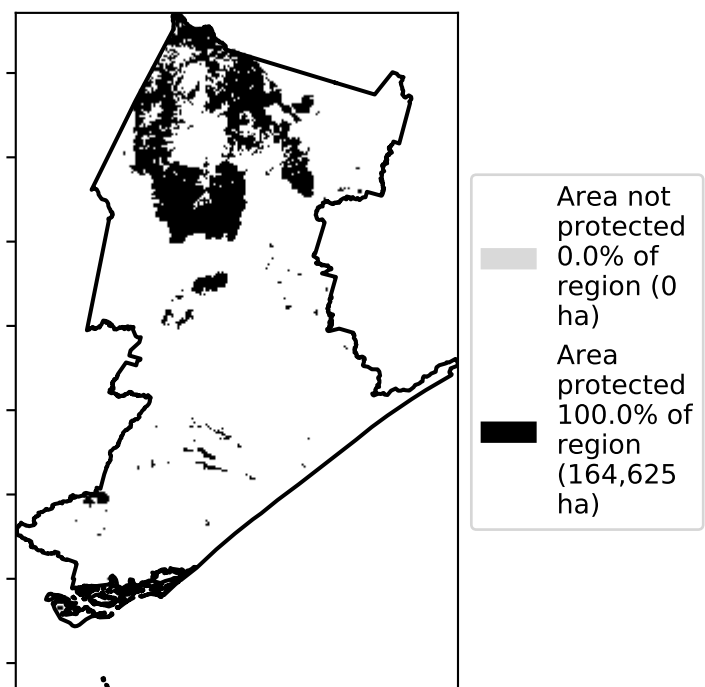 Area not
protected
0.0% of
region (0
ha)
Area
protected
100.0% of
region
(164,625
ha)